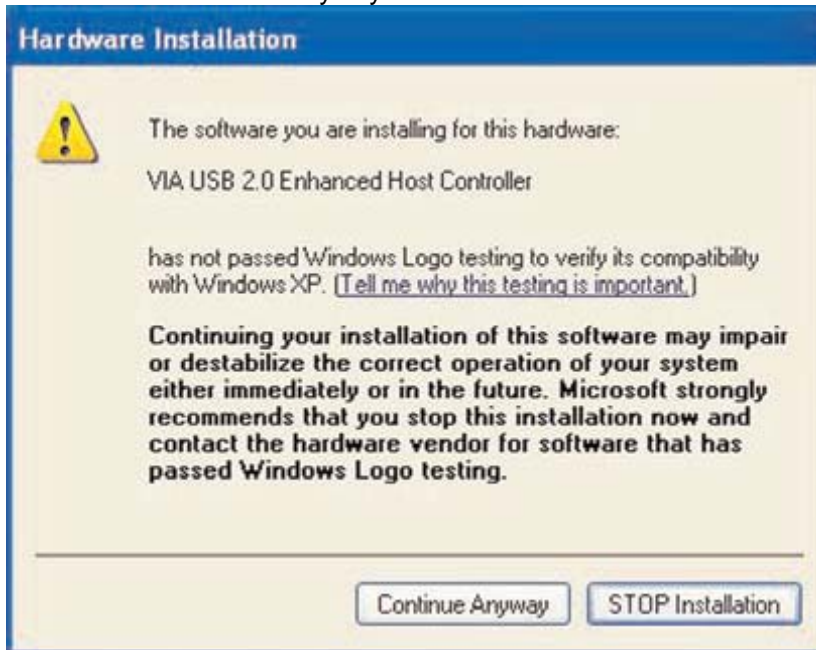 Hardware Installation
The software you are installing for this hardware:
VIA USB 2.0 Enhanced Host Controller
has not passed Windows Logo testing to verify its compatibility
with Windows XP. (Tell me why this testing is important.)
Continuing your installation of this software may impair
or destabilize the correct operation of your system
either immediately or in the future. Microsoft strongly
recommends that you stop this installation now and
contact the hardware vendor for software that has
passed Windows Logo testing.
Continue Anyway
STOP Installation